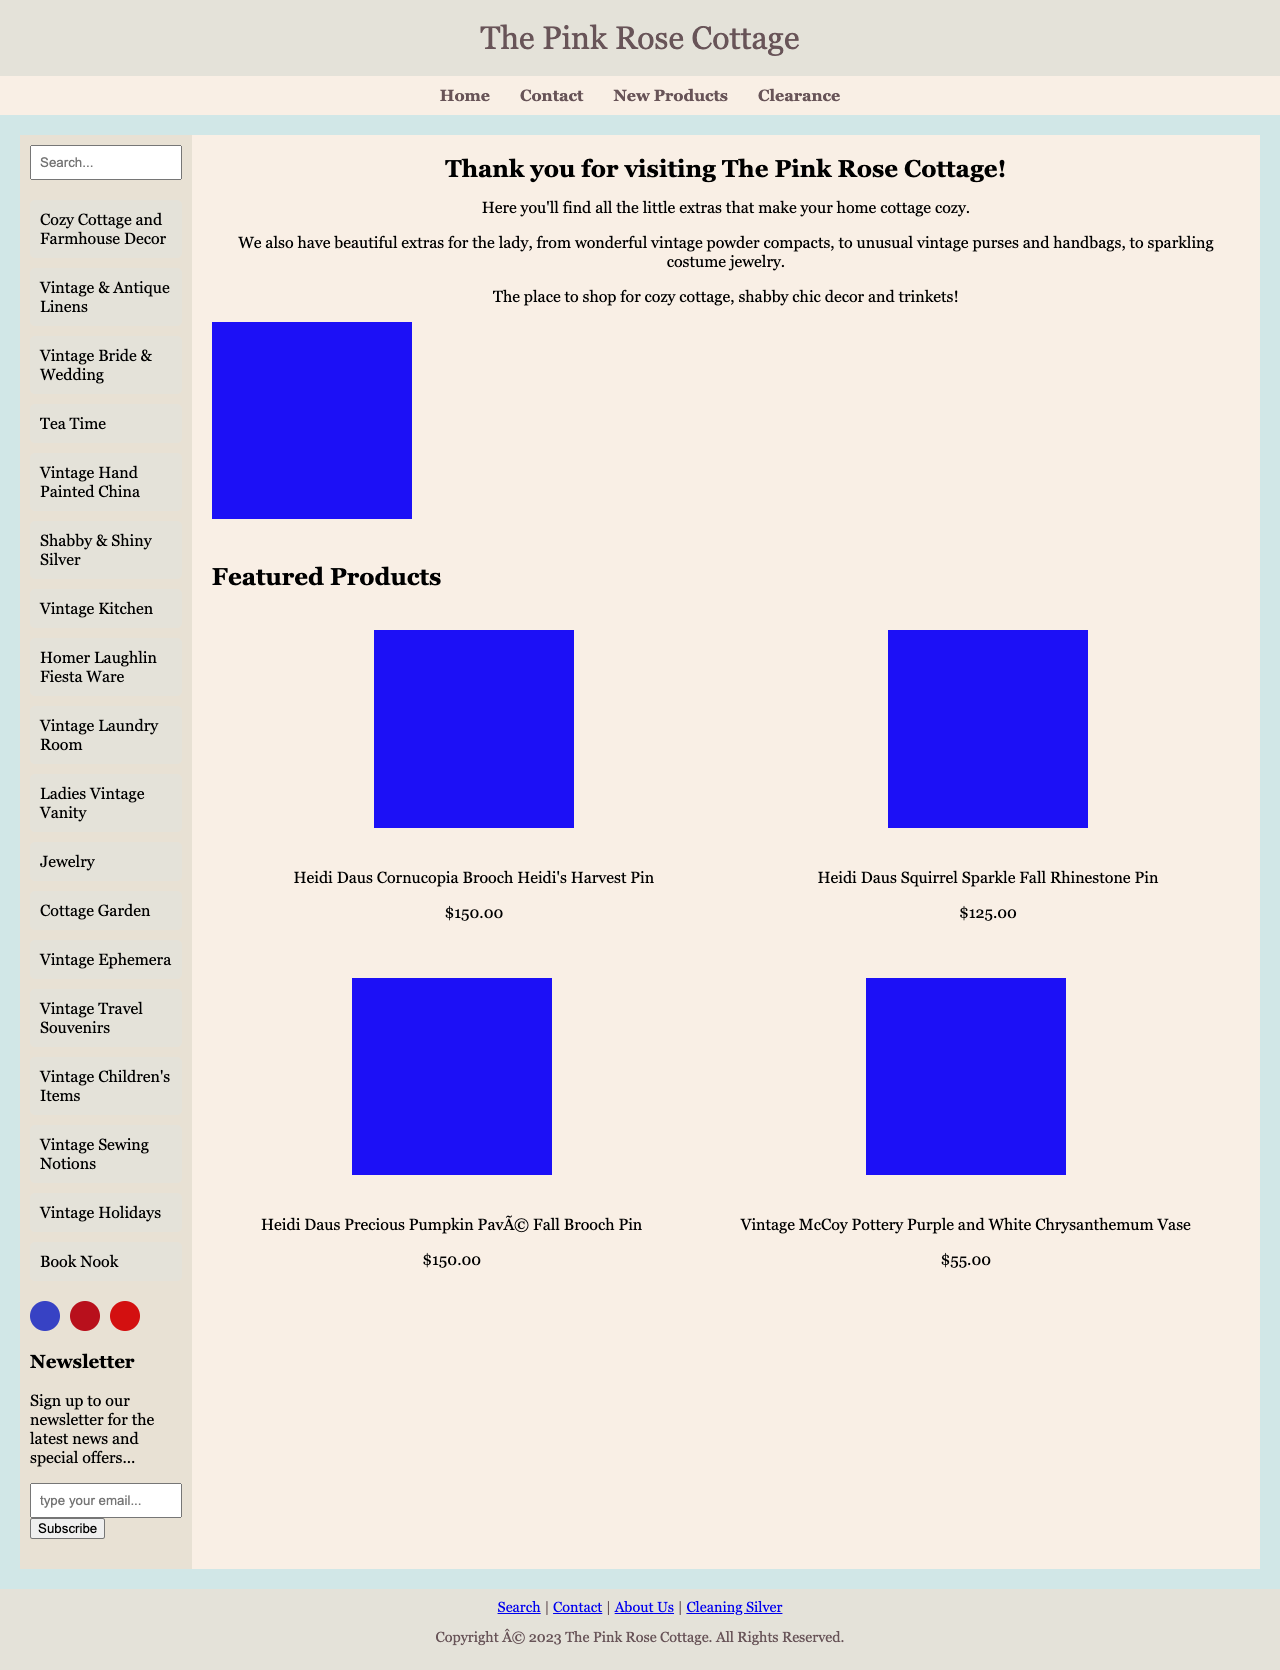 The Pink Rose Cottage
Home Contact New Products Clearance
Search...
Cozy Cottage and
Farmhouse Decor
Vintage & Antique
Linens
Vintage Bride &
Wedding
Tea Time
Vintage Hand
Painted China
Shabby & Shiny
Silver
Vintage Kitchen
Homer Laughlin
Fiesta Ware
Vintage Laundry
Room
Ladies Vintage
Vanity
Jewelry
Cottage Garden
Vintage Ephemera
Vintage Travel
Souvenirs
Vintage Children's
Items
Vintage Sewing
Notions
Vintage Holidays
Book Nook
Newsletter
Sign up to our
newsletter for the
latest news and
special offers...
type your email...
Subscribe
Thank you for visiting The Pink Rose Cottage!
Here you'll find all the little extras that make your home cottage cozy.
We also have beautiful extras for the lady, from wonderful vintage powder compacts, to unusual vintage purses and handbags, to sparkling
costume jewelry.
The place to shop for cozy cottage, shabby chic decor and trinkets!
Featured Products
Heidi Daus Cornucopia Brooch Heidi's Harvest Pin
$150.00
Heidi Daus Squirrel Sparkle Fall Rhinestone Pin
$125.00
Heidi Daus Precious Pumpkin PavÃ© Fall Brooch Pin
$150.00
Vintage McCoy Pottery Purple and White Chrysanthemum Vase
$55.00
Search | Contact | About Us | Cleaning Silver
Copyright Â© 2023 The Pink Rose Cottage. All Rights Reserved.